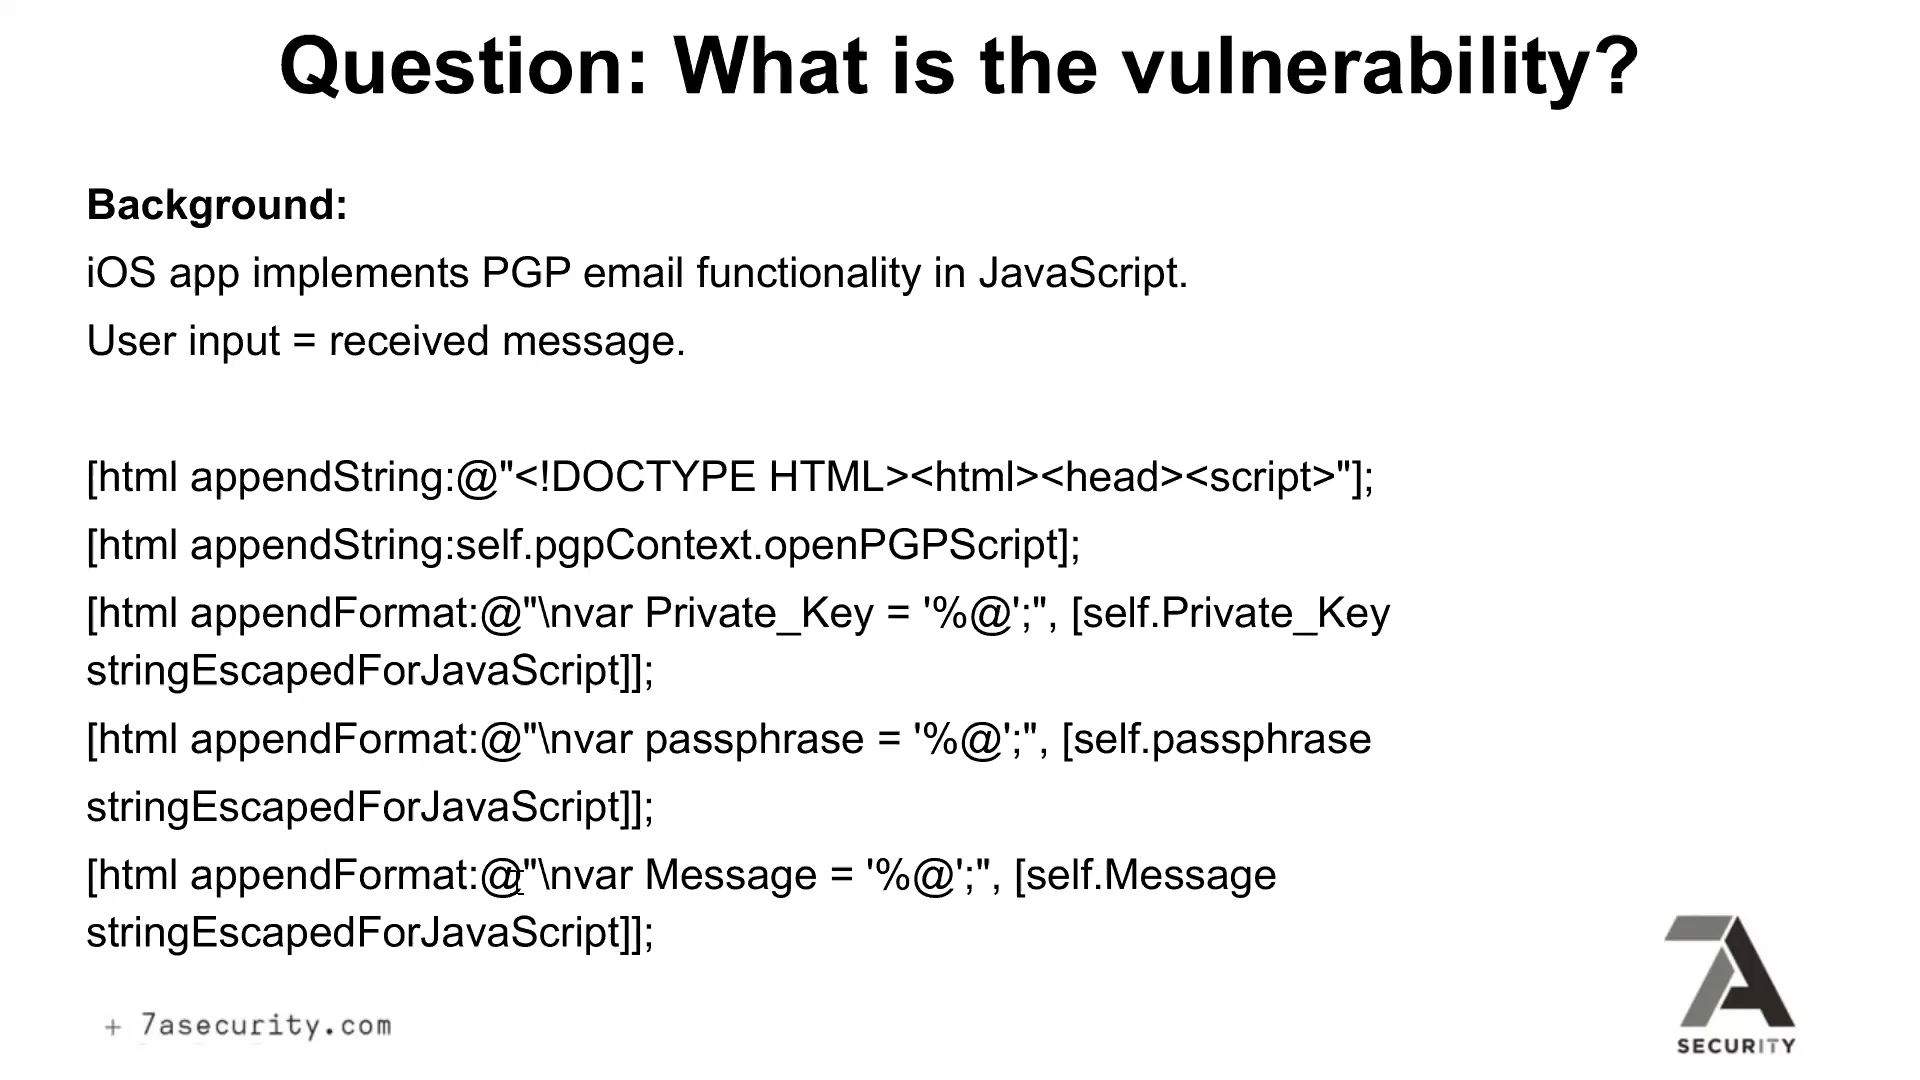 Question: What is the vulnerability?
Background:
iOS app implements PGP email functionality in JavaScript.
User input = received message.
[html appendString:@"<!DOCTYPE HTML><html><head><script>"];
[html appendString:self.pgpContext.openPGPScript];
[html appendFormat:@"\nvar Private_Key = '%@';", [self.Private_Key
stringEscapedForJavaScript]];
[html appendFormat:@"\nvar passphrase = '%@';", [self.passphrase
stringEscapedForJavaScript]];
[html appendFormat:@"\nvar Message = '%@';", [self.Message
stringEscapedForJavaScript]];
+ 7asecurity.com
7A
SECURITY